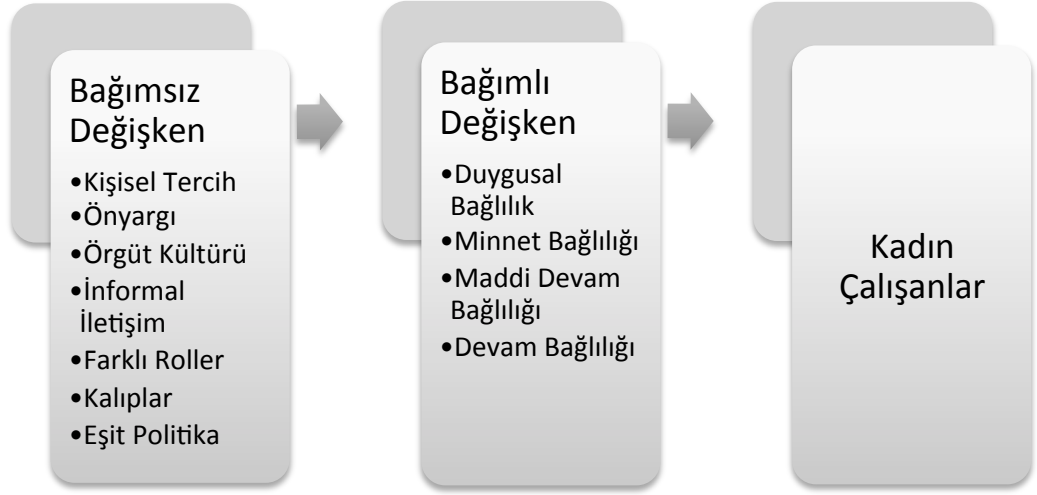 Bağımsız
Değişken
•Kişisel Tercih
•Önyargı
•Örgüt Kültürü
•İnformal
İletişim
•Farklı Roller
•Kalıplar
•Eşit Politika
Bağımlı
Değişken
•Duygusal
Bağlılık
•Minnet Bağlılığı
•Maddi Devam
Bağlılığı
•Devam Bağlılığı
Kadın
Çalışanlar